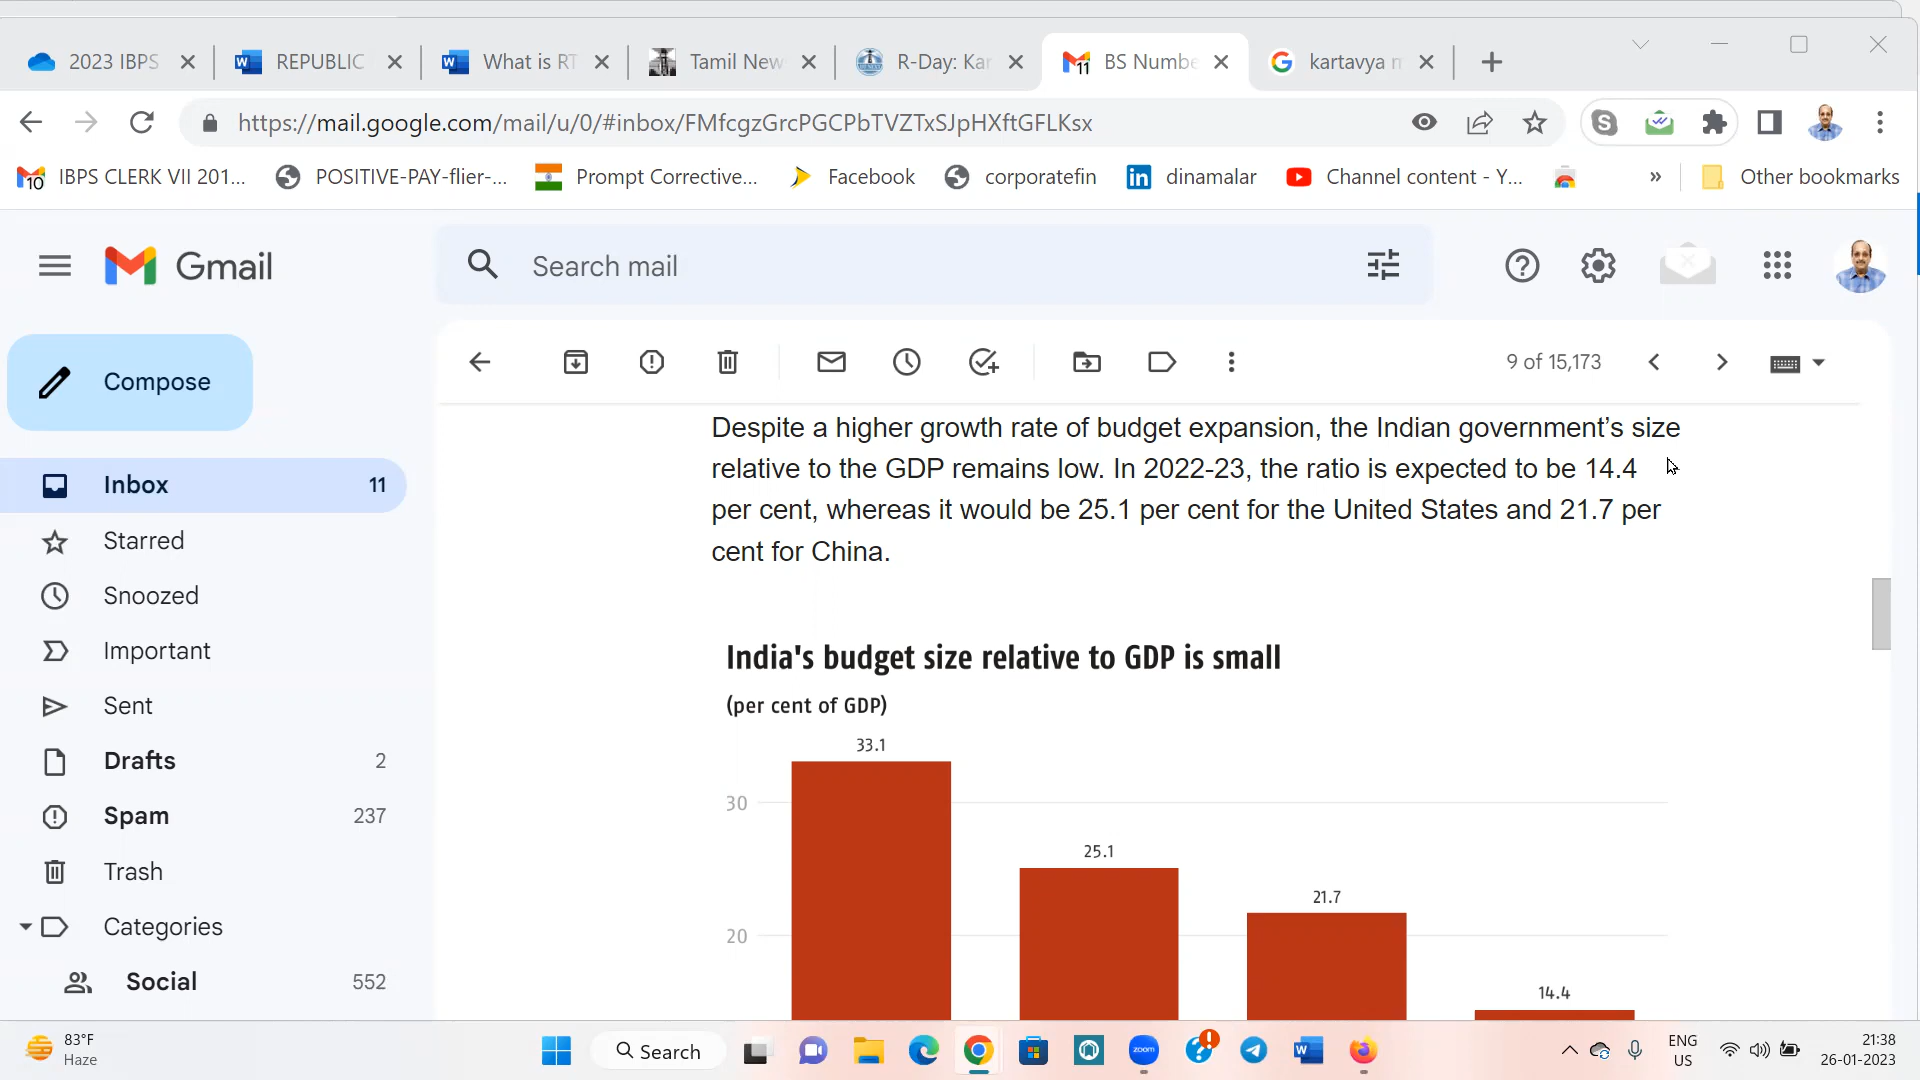 2023 IBPS
REPUBLIC
What is RT
Tamil New
R-Day: Kar
BS Numbe
kartavya
https://mail.google.com/mail/u/0/#inbox/FMfcgzGrcPGCPbTVZTxSJpHXftGFLKsx
IBPS CLERK VII 201...
POSITIVE-PAY-flier-...
Prompt Corrective...
Facebook
corporatefin
dinamalar
Channel content - Y...
»
Other bookmarks
Gmail
Search mail
Compose
9 of 15,173
Inbox 11
Starred
Snoozed
Important
Sent
Drafts 2
Spam 237
Trash
Categories
Social 552
Despite a higher growth rate of budget expansion, the Indian government’s size
relative to the GDP remains low. In 2022-23, the ratio is expected to be 14.4
per cent, whereas it would be 25.1 per cent for the United States and 21.7 per
cent for China.
India's budget size relative to GDP is small
(per cent of GDP)
33.1
30
25.1
21.7
20
14.4
83°F
Haze
Search
zoom
ENG
US
21:38
26-01-2023